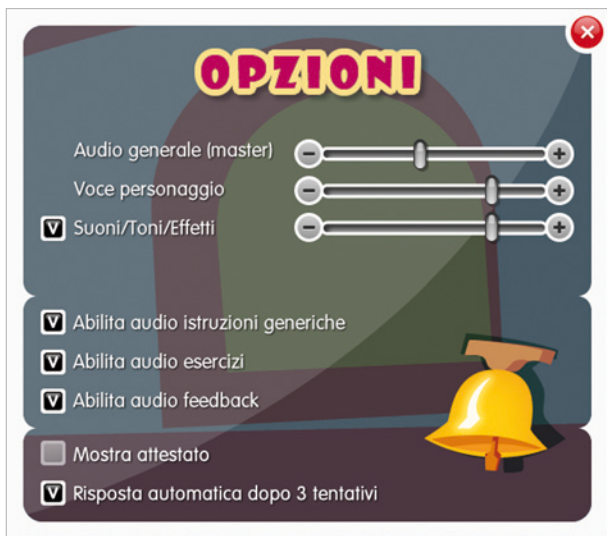 OPZIONI
Audio generale (master)
Voce personaggio
Suoni/Toni/Effetti
Abilita audio istruzioni generiche
Abilita audio esercizi
Abilita audio feedback
Mostra attestato
Risposta automatica dopo 3 tentativi